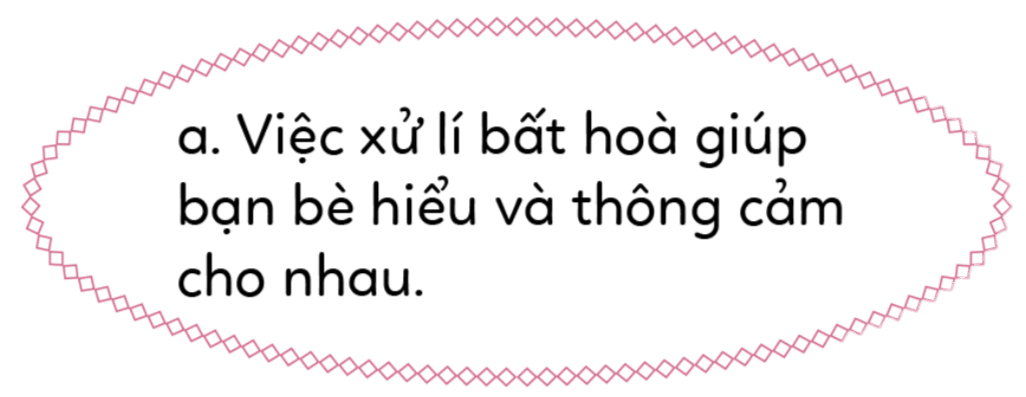 a. Việc xử lí bất hoà giúp
bạn bè hiểu và thông cảm
cho nhau.